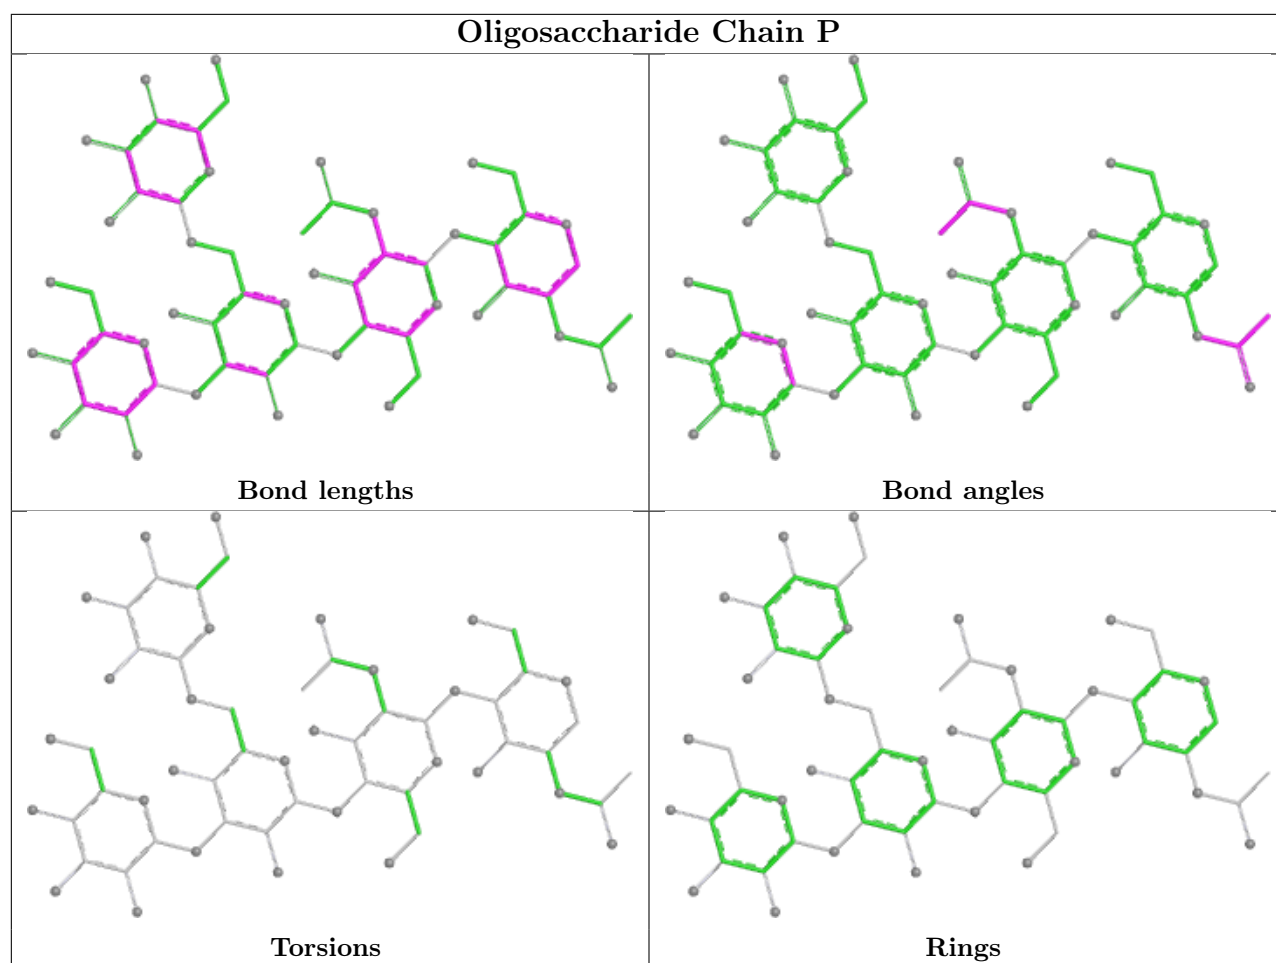 Oligosaccharide Chain P
Bond lengths
Bond angles
Torsions
Rings